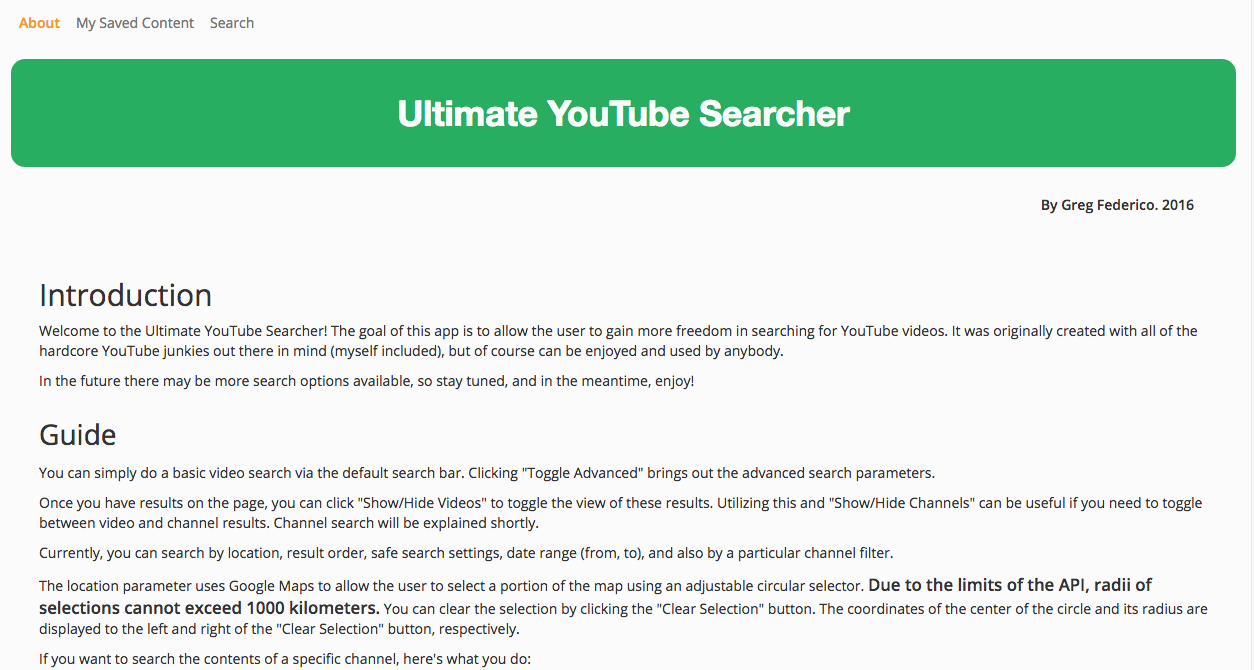 About My Saved Content Search
Ultimate YouTube Searcher
By Greg Federico. 2016
Introduction
Welcome to the Ultimate YouTube Searcher! The goal of this app is to allow the user to gain more freedom in searching for YouTube videos. It was originally created with all of the
hardcore YouTube junkies out there in mind (myself included), but of course can be enjoyed and used by anybody.
In the future there may be more search options available, so stay tuned, and in the meantime, enjoy!
Guide
You can simply do a basic video search via the default search bar. Clicking "Toggle Advanced" brings out the advanced search parameters.
Once you have results on the page, you can click "Show/Hide Videos" to toggle the view of these results. Utilizing this and "Show/Hide Channels" can be useful if you need to toggle
between video and channel results. Channel search will be explained shortly.
Currently, you can search by location, result order, safe search settings, date range (from, to), and also by a particular channel filter.
The location parameter uses Google Maps to allow the user to select a portion of the map using an adjustable circular selector. Due to the limits of the API, radii of
selections cannot exceed 1000 kilometers. You can clear the selection by clicking the "Clear Selection" button. The coordinates of the center of the circle and its radius are
displayed to the left and right of the "Clear Selection" button, respectively.
If you want to search the contents of a specific channel, here's what you do: